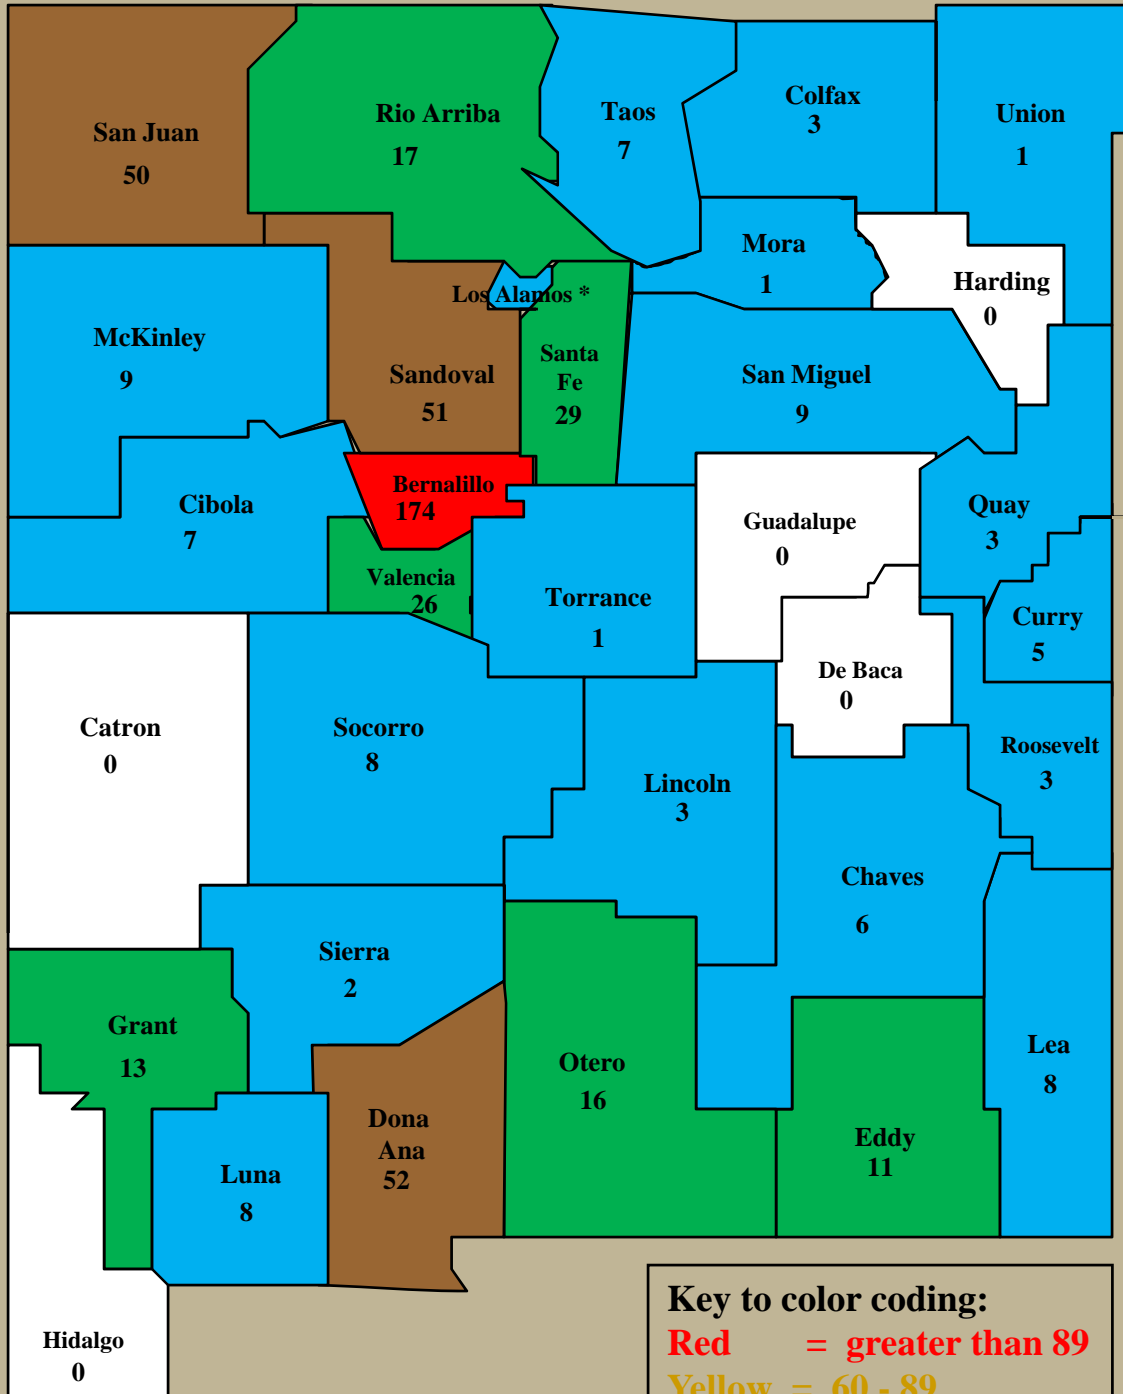 San Juan
50
Rio Arriba
17
Taos
7
Colfax
3
Union
1
Mora
1
Harding
0
Los Alamos *
McKinley
9
Sandoval
51
Santa
Fe
29
San Miguel
9
Bernalillo
174
Cibola
7
Guadalupe
0
Quay
3
Valencia
26
Torrance
1
Curry
5
De Baca
0
Catron
0
Socorro
8
Roosevelt
3
Lincoln
3
Chaves
6
Sierra
2
Grant
13
Otero
16
Lea
8
Dona
Ana
52
Eddy
11
Luna
8
Hidalgo
0
Key to color coding:
Red = greater than 89
Yellow = 60 - 89